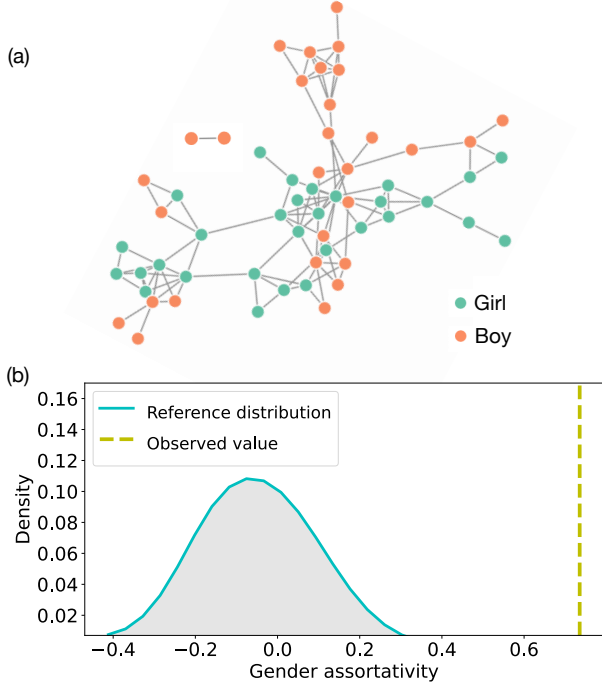 (a)
Girl
Boy
(b)
0.16
0.14
0.12
0.10
0.08
0.06
0.04
0.02
Density
Reference distribution
Observed value
−0.4 −0.2 0.0 0.2 0.4 0.6
Gender assortativity